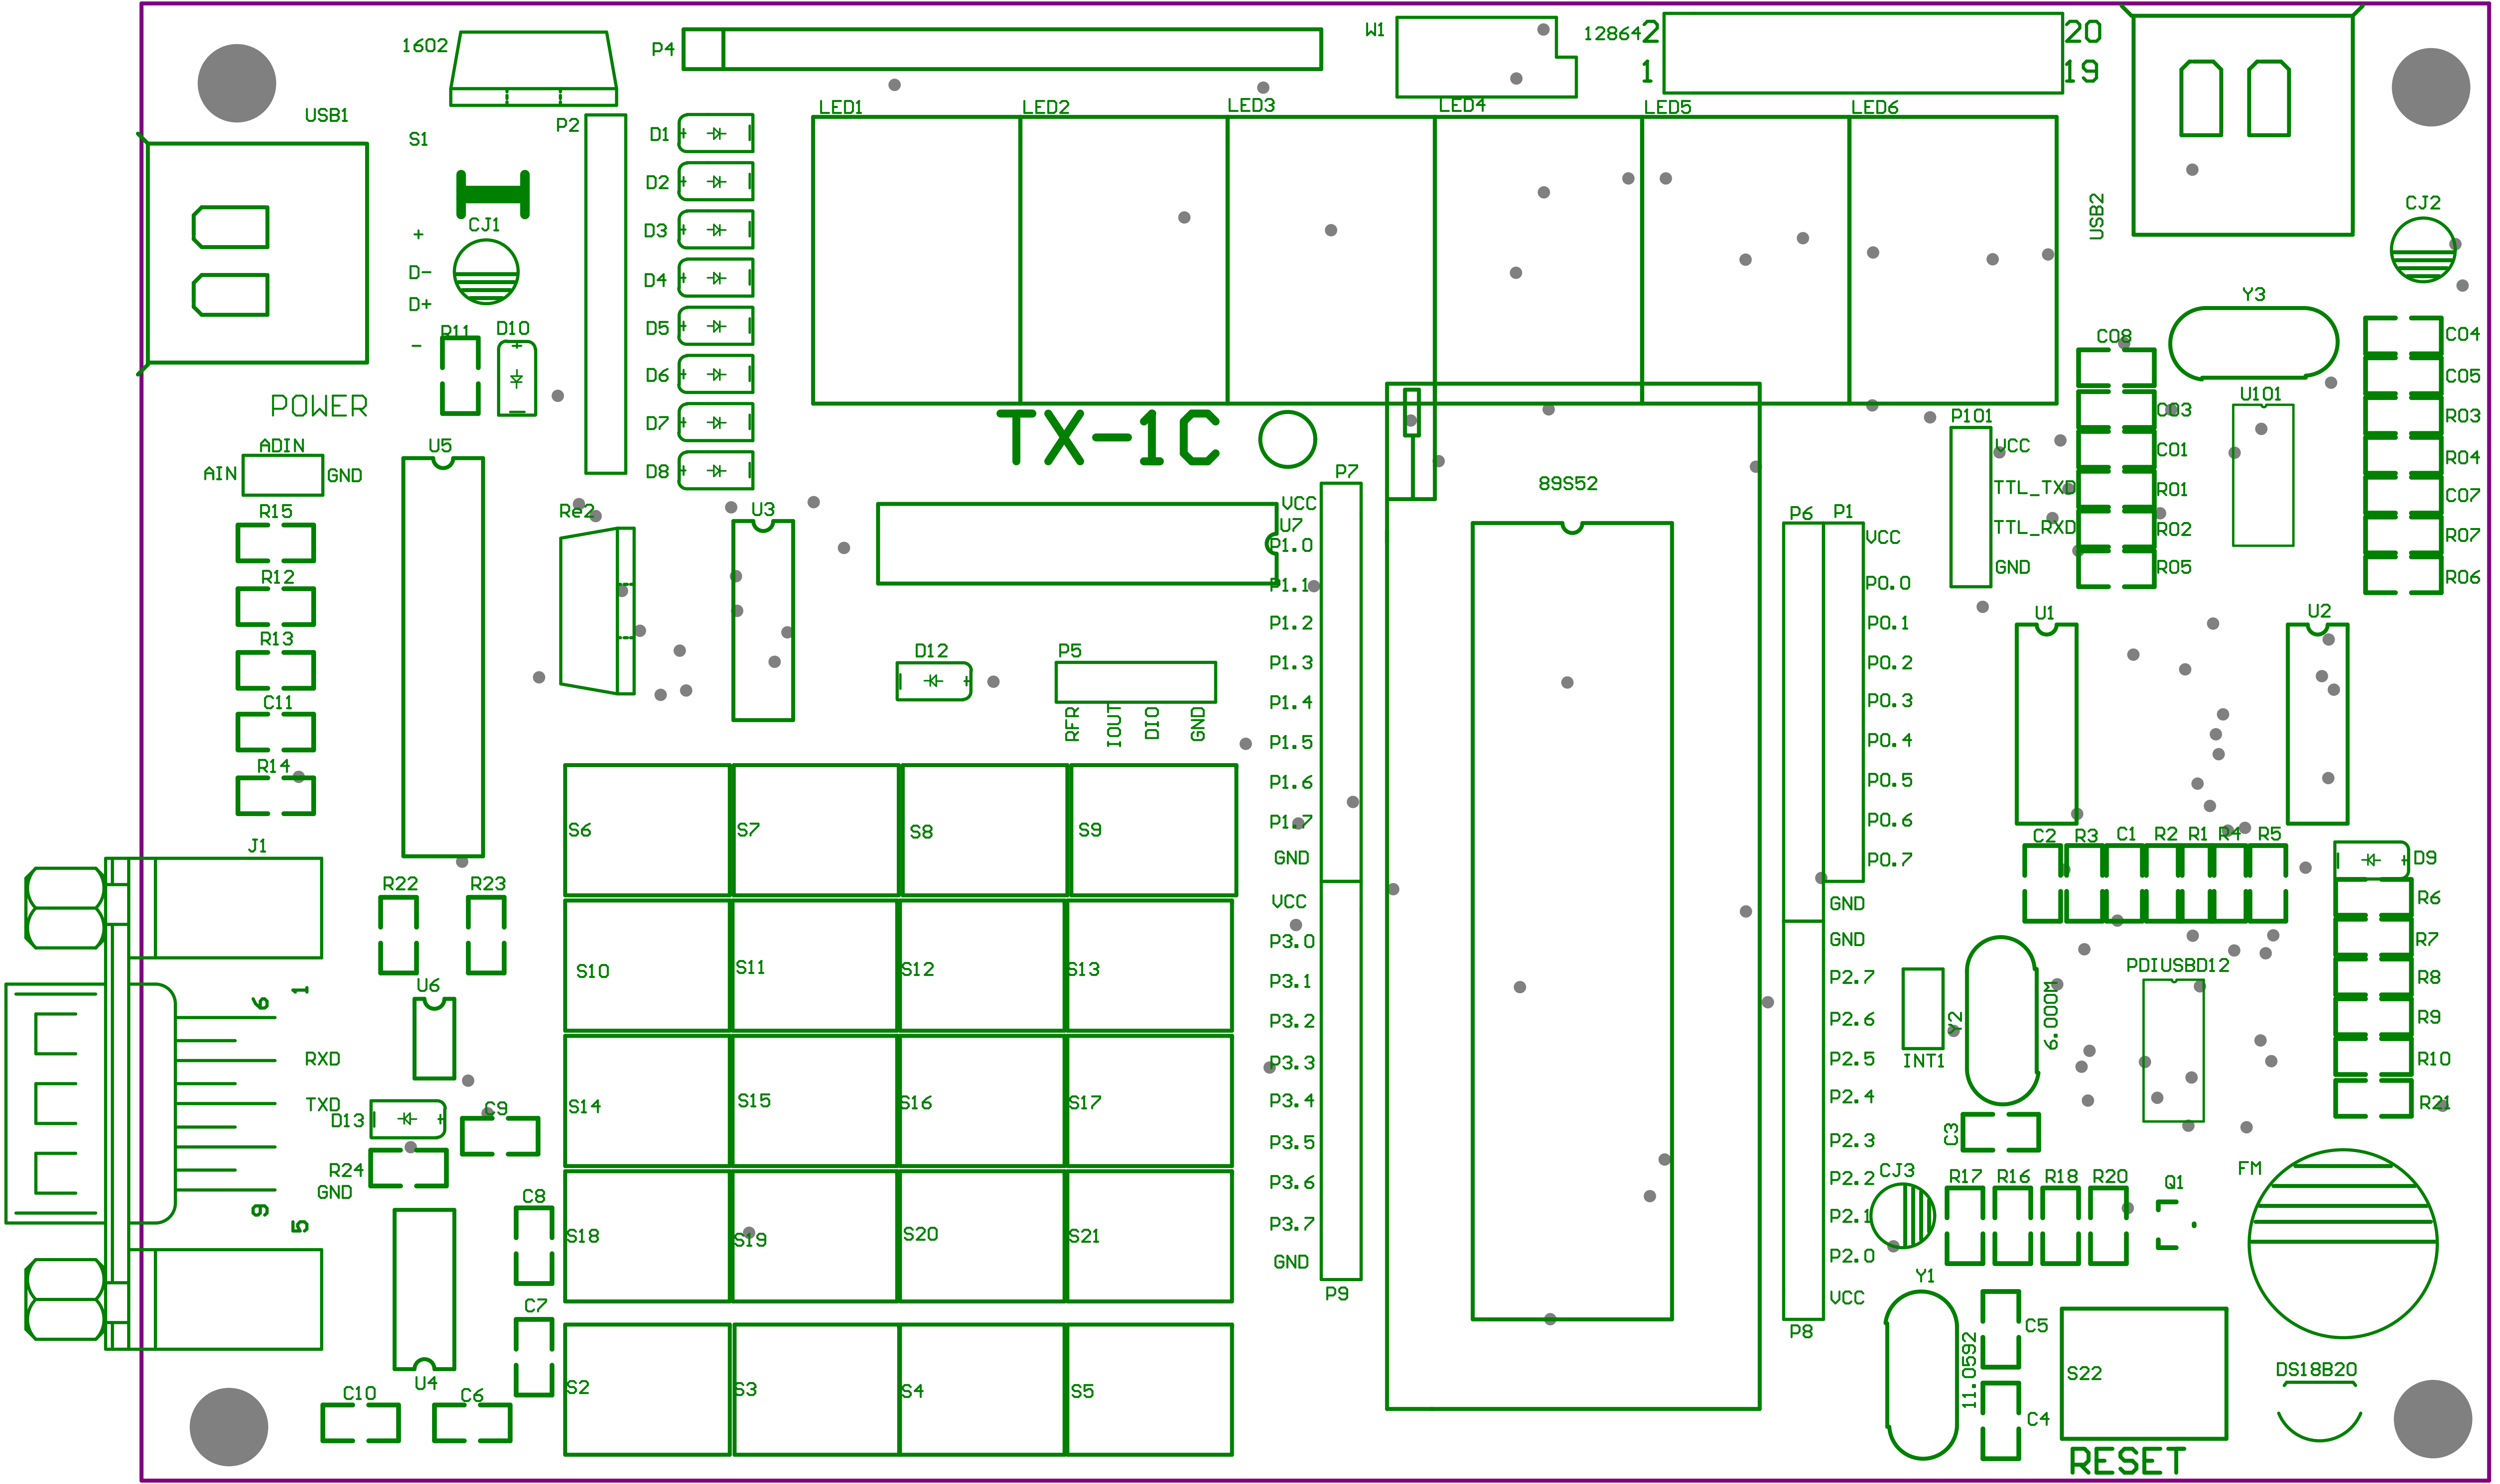 1602
P4
W1
12864
2
20
1
19
USB1
S1
P2
D1
LED1
LED2
LED3
LED4
LED5
LED6
D2
USB2
CJ2
CJ1
D3
+
D-
D4
D+
Y3
R11
D10
D5
C08
C04
-
D6
C05
POWER
U101
TX-1C
D7
P101
C03
R03
ADIN
U5
VCC
C01
R04
AIN
GND
D8
P7
89S52
TTL_TXD
R01
C07
R15
Re2
U3
VCC
P6
P1
U7
TTL_RXD
R02
P1.0
VCC
R07
R12
P1.1
P0.0
GND
R05
R06
P1.2
P0.1
U1
U2
R13
D12
P5
P1.3
P0.2
C11
P1.4
P0.3
RFR
IOUT
DIO
GND
P1.5
P0.4
R14
P1.6
P0.5
S6
S7
S8
S9
P1.7
P0.6
C2
R3
C1
R2
R1
R4
R5
J1
GND
P0.7
D9
R22
R23
VCC
GND
R6
P3.0
GND
R7
S10
S11
S12
S13
P3.1
P2.7
PDIUSBD12
R8
U6
6
1
P3.2
P2.6
Y2
6.000M
R9
RXD
P3.3
P2.5
INT1
R10
TXD
C9
S14
S15
S16
S17
P3.4
P2.4
R21
D13
P3.5
P2.3
C3
R24
P3.6
P2.2
CJ3
R17
R16
R18
R20
Q1
FM
GND
C8
9
5
S18
S19
S20
S21
P3.7
P2.1
GND
P2.0
Y1
C7
P9
VCC
C5
P8
11.0592
U4
C10
C6
S2
S3
S4
S5
S22
DS18B20
C4
RESET